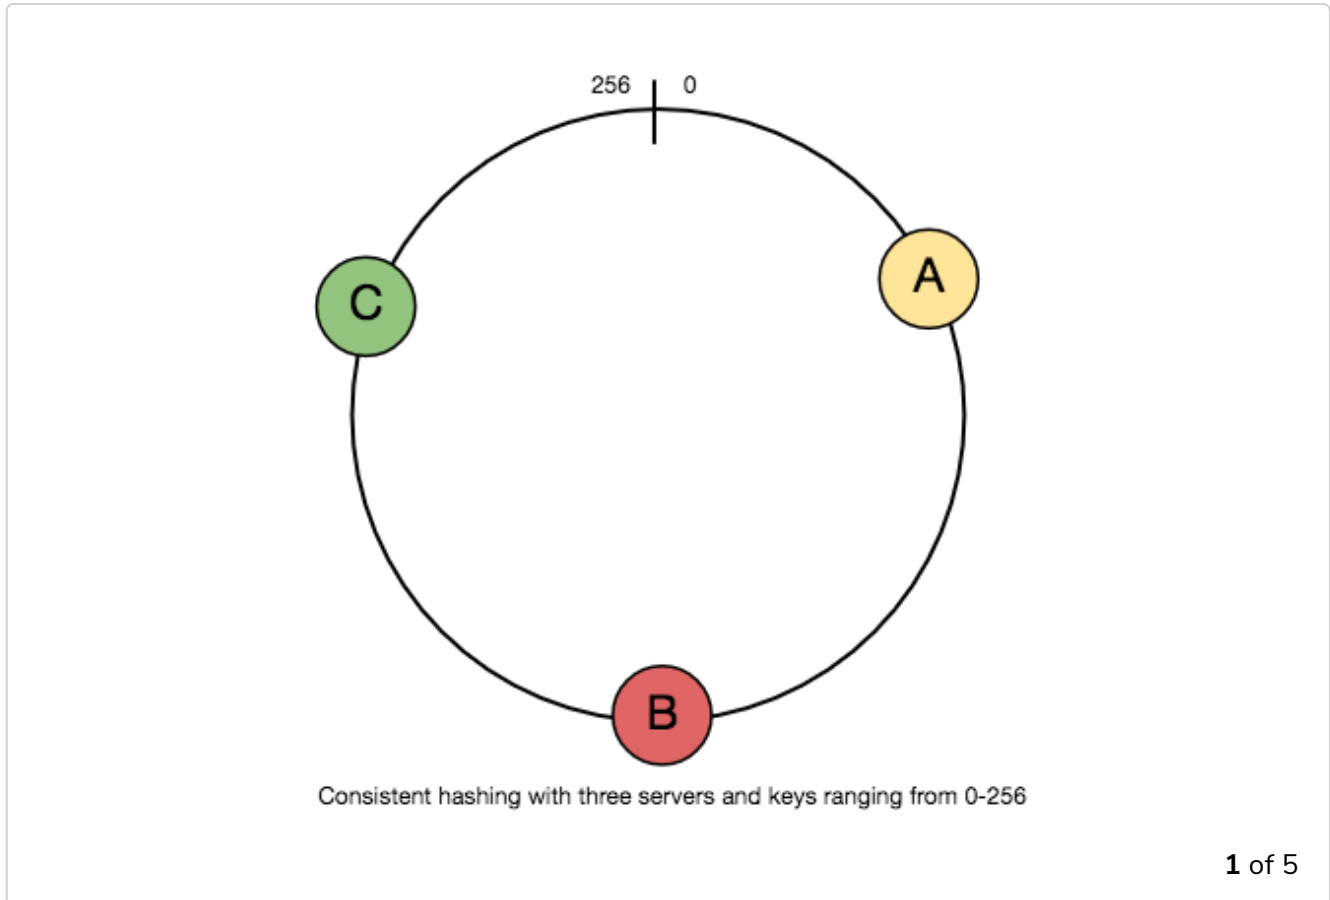 256 0
A
C
B
Consistent hashing with three servers and keys ranging from 0-256
1 of 5